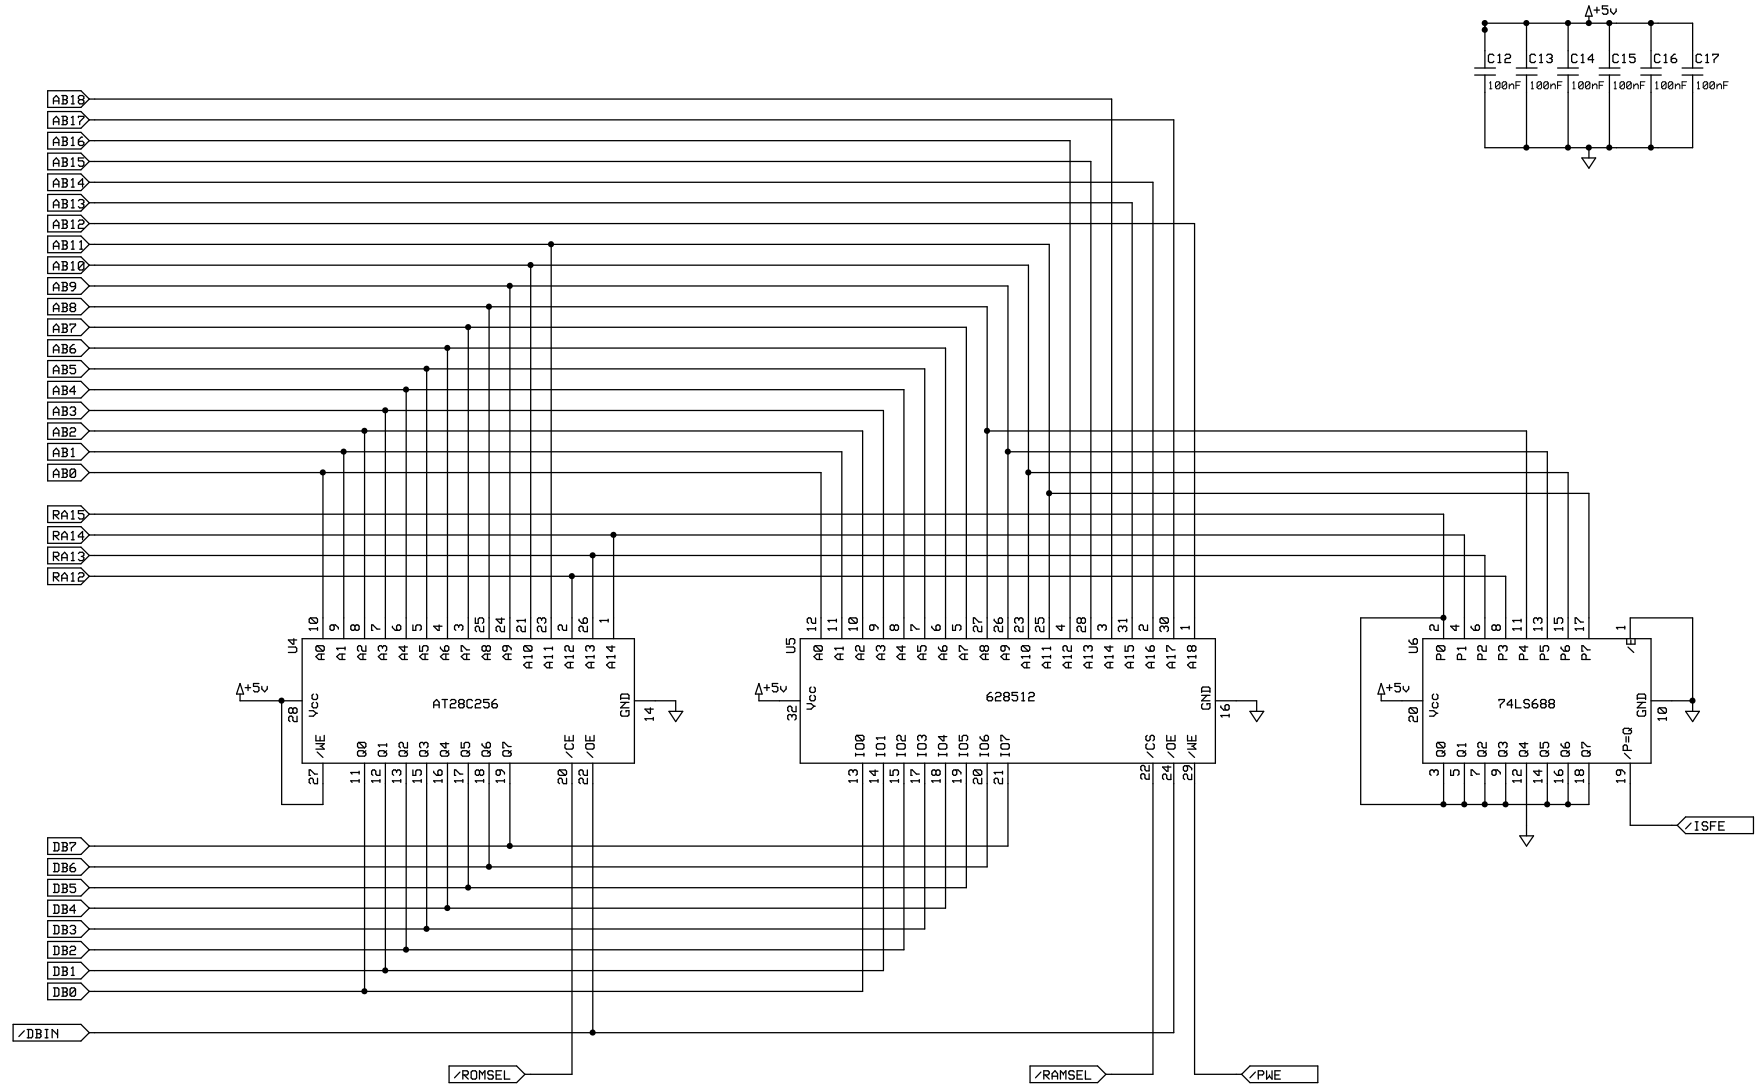 +5v
C12 C13 C14 C15 C16 C17
100nF 100nF 100nF 100nF 100nF 100nF
AB18
AB17
AB16
AB15
AB14
AB13
AB12
AB11
AB10
AB9
AB8
AB7
AB6
AB5
AB4
AB3
AB2
AB1
AB0
RA15
RA14
RA13
RA12
U4 10 9 8 7 6 5 4 3 25 24 21 23 2 26 1
A0 A1 A2 A3 A4 A5 A6 A7 A8 A9 A10 A11 A12 A13 A14
+5v 28 Vcc AT28C256 GND 14
/WE Q0 Q1 Q2 Q3 Q4 Q5 Q6 Q7 /CE /OE
27 11 12 13 15 16 17 18 19 20 22
U5 12 11 10 9 8 7 6 5 27 26 23 25 4 28 3 31 2 30 1
A0 A1 A2 A3 A4 A5 A6 A7 A8 A9 A10 A11 A12 A13 A14 A15 A16 A17 A18
+5v 32 Vcc 628512 GND 16
IO0 IO1 IO2 IO3 IO4 IO5 IO6 IO7 /CS /OE /WE
13 14 15 17 18 19 20 21 22 24 29
U6 2 4 6 8 11 13 15 17 1
P0 P1 P2 P3 P4 P5 P6 P7 /E
+5v 20 Vcc 74LS688 GND 10
Q0 Q1 Q2 Q3 Q4 Q5 Q6 Q7 /P=Q
3 5 7 9 12 14 16 18 19
/ISFE
DB7
DB6
DB5
DB4
DB3
DB2
DB1
DB0
/DBIN
/ROMSEL
/RAMSEL
/PWE